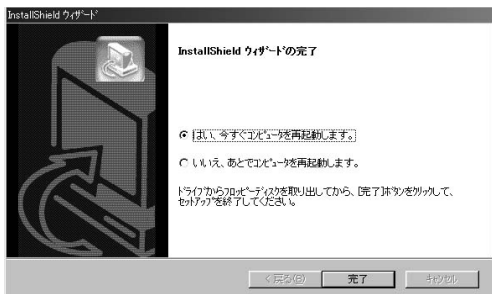 InstallShield ウィザード
InstallShield ウィザードの完了
はい、今すぐコンピュータを再起動します。
いいえ、あとでコンピュータを再起動します。
ドライブからフロッピーディスクを取り出してから、[完了]ボタンをクリックして、
セットアップを終了してください。
< 戻る(B) 完了 キャンセル